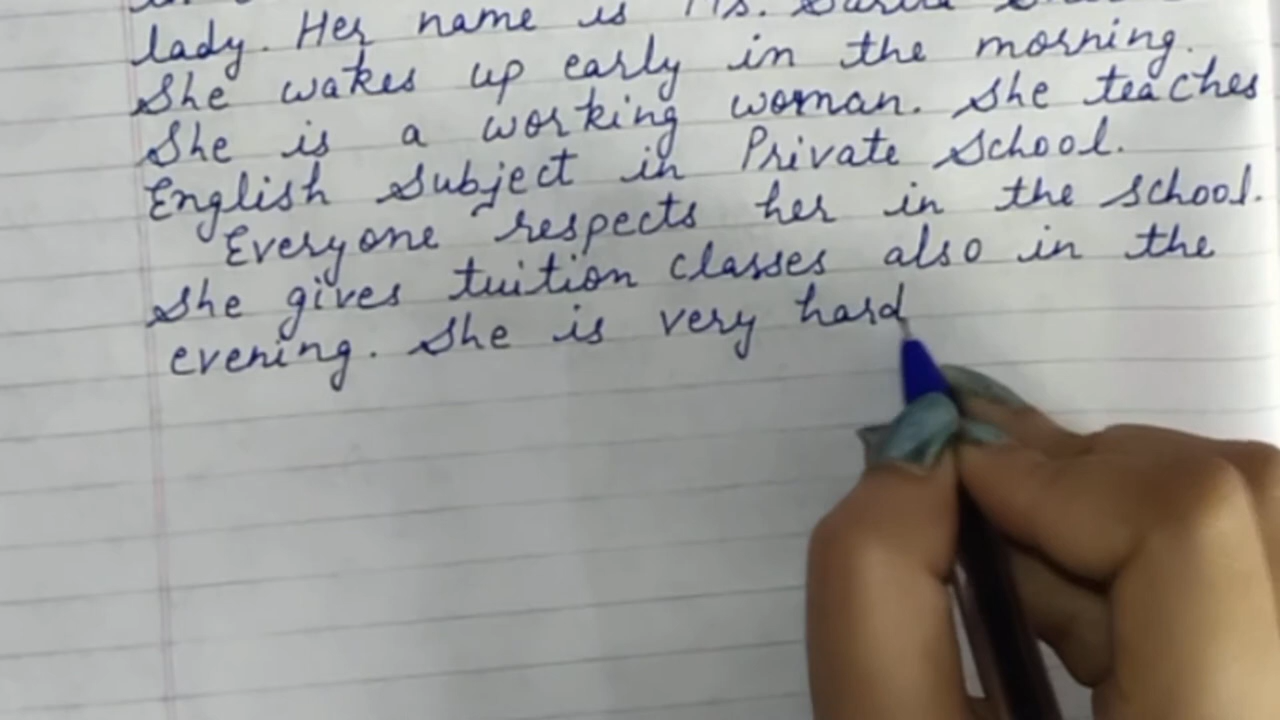 lady. Her name is Ms.
She wakes up early in the morning.
She is a working woman. She teaches
English Subject in Private School.
Everyone respects her in the school.
She gives tuition classes also in the
evening. She is very hard